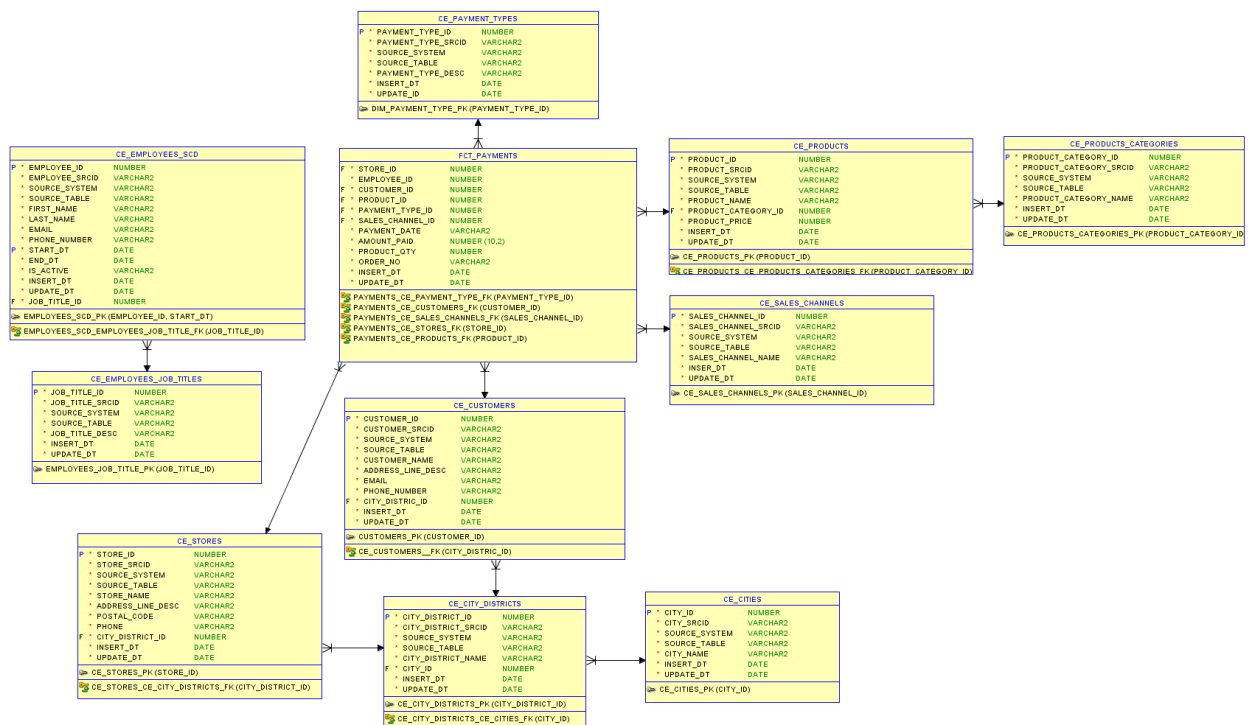 CE_PAYMENT_TYPES
P * PAYMENT_TYPE_ID NUMBER
* PAYMENT_TYPE_SRCID VARCHAR2
* SOURCE_SYSTEM VARCHAR2
* SOURCE_TABLE VARCHAR2
* PAYMENT_TYPE_DESC VARCHAR2
* INSERT_DT DATE
* UPDATE_ID DATE
DIM_PAYMENT_TYPE_PK (PAYMENT_TYPE_ID)
CE_EMPLOYEES_SCD
P * EMPLOYEE_ID NUMBER
* EMPLOYEE_SRCID VARCHAR2
* SOURCE_SYSTEM VARCHAR2
* SOURCE_TABLE VARCHAR2
* FIRST_NAME VARCHAR2
* LAST_NAME VARCHAR2
* EMAIL VARCHAR2
* PHONE_NUMBER VARCHAR2
P * START_DT DATE
* END_DT DATE
* IS_ACTIVE VARCHAR2
* INSERT_DT DATE
* UPDATE_DT DATE
F * JOB_TITLE_ID NUMBER
EMPLOYEES_SCD_PK (EMPLOYEE_ID, START_DT)
EMPLOYEES_SCD_EMPLOYEES_JOB_TITLE_FK (JOB_TITLE_ID)
FCT_PAYMENTS
F * STORE_ID NUMBER
* EMPLOYEE_ID NUMBER
F * CUSTOMER_ID NUMBER
F * PRODUCT_ID NUMBER
F * PAYMENT_TYPE_ID NUMBER
F * SALES_CHANNEL_ID NUMBER
* PAYMENT_DATE VARCHAR2
* AMOUNT_PAID NUMBER (10,2)
* PRODUCT_QTY NUMBER
* ORDER_NO VARCHAR2
* INSERT_DT DATE
* UPDATE_DT DATE
PAYMENTS_CE_PAYMENT_TYPE_FK (PAYMENT_TYPE_ID)
PAYMENTS_CE_CUSTOMERS_FK (CUSTOMER_ID)
PAYMENTS_CE_SALES_CHANNELS_FK (SALES_CHANNEL_ID)
PAYMENTS_CE_STORES_FK (STORE_ID)
PAYMENTS_CE_PRODUCTS_FK (PRODUCT_ID)
CE_PRODUCTS
P * PRODUCT_ID NUMBER
* PRODUCT_SRCID VARCHAR2
* SOURCE_SYSTEM VARCHAR2
* SOURCE_TABLE VARCHAR2
* PRODUCT_NAME VARCHAR2
F * PRODUCT_CATEGORY_ID NUMBER
* PRODUCT_PRICE NUMBER
* INSERT_DT DATE
* UPDATE_DT DATE
CE_PRODUCTS_PK (PRODUCT_ID)
CE_PRODUCTS_CE_PRODUCTS_CATEGORIES_FK (PRODUCT_CATEGORY_ID)
CE_PRODUCTS_CATEGORIES
P * PRODUCT_CATEGORY_ID NUMBER
* PRODUCT_CATEGORY_SRCID VARCHAR2
* SOURCE_SYSTEM VARCHAR2
* SOURCE_TABLE VARCHAR2
* PRODUCT_CATEGORY_NAME VARCHAR2
* INSERT_DT DATE
* UPDATE_DT DATE
CE_PRODUCTS_CATEGORIES_PK (PRODUCT_CATEGORY_ID
CE_SALES_CHANNELS
P * SALES_CHANNEL_ID NUMBER
* SALES_CHANNEL_SRCID VARCHAR2
* SOURCE_SYSTEM VARCHAR2
* SOURCE_TABLE VARCHAR2
* SALES_CHANNEL_NAME VARCHAR2
* INSER_DT DATE
* UPDATE_DT DATE
CE_SALES_CHANNELS_PK (SALES_CHANNEL_ID)
CE_EMPLOYEES_JOB_TITLES
P * JOB_TITLE_ID NUMBER
* JOB_TITLE_SRCID VARCHAR2
* SOURCE_SYSTEM VARCHAR2
* SOURCE_TABLE VARCHAR2
* JOB_TITLE_DESC VARCHAR2
* INSERT_DT DATE
* UPDATE_DT DATE
EMPLOYEES_JOB_TITLE_PK (JOB_TITLE_ID)
CE_CUSTOMERS
P * CUSTOMER_ID NUMBER
* CUSTOMER_SRCID VARCHAR2
* SOURCE_SYSTEM VARCHAR2
* SOURCE_TABLE VARCHAR2
* CUSTOMER_NAME VARCHAR2
* ADDRESS_LINE_DESC VARCHAR2
* EMAIL VARCHAR2
* PHONE_NUMBER VARCHAR2
F * CITY_DISTRIC_ID NUMBER
* INSERT_DT DATE
* UPDATE_DT DATE
CUSTOMERS_PK (CUSTOMER_ID)
CE_CUSTOMERS__FK (CITY_DISTRIC_ID)
CE_STORES
P * STORE_ID NUMBER
* STORE_SRCID VARCHAR2
* SOURCE_SYSTEM VARCHAR2
* SOURCE_TABLE VARCHAR2
* STORE_NAME VARCHAR2
* ADDRESS_LINE_DESC VARCHAR2
* POSTAL_CODE VARCHAR2
* PHONE VARCHAR2
F * CITY_DISTRICT_ID NUMBER
* INSERT_DT DATE
* UPDATE_DT DATE
CE_STORES_PK (STORE_ID)
CE_STORES_CE_CITY_DISTRICTS_FK (CITY_DISTRICT_ID)
CE_CITY_DISTRICTS
P * CITY_DISTRICT_ID NUMBER
* CITY_DISTRICT_SRCID VARCHAR2
* SOURCE_SYSTEM VARCHAR2
* SOURCE_TABLE VARCHAR2
* CITY_DISTRICT_NAME VARCHAR2
F * CITY_ID NUMBER
* INSERT_DT DATE
* UPDATE_DT DATE
CE_CITY_DISTRICTS_PK (CITY_DISTRICT_ID)
CE_CITY_DISTRICTS_CE_CITIES_FK (CITY_ID)
CE_CITIES
P * CITY_ID NUMBER
* CITY_SRCID VARCHAR2
* SOURCE_SYSTEM VARCHAR2
* SOURCE_TABLE VARCHAR2
* CITY_NAME VARCHAR2
* INSERT_DT DATE
* UPDATE_DT DATE
CE_CITIES_PK (CITY_ID)